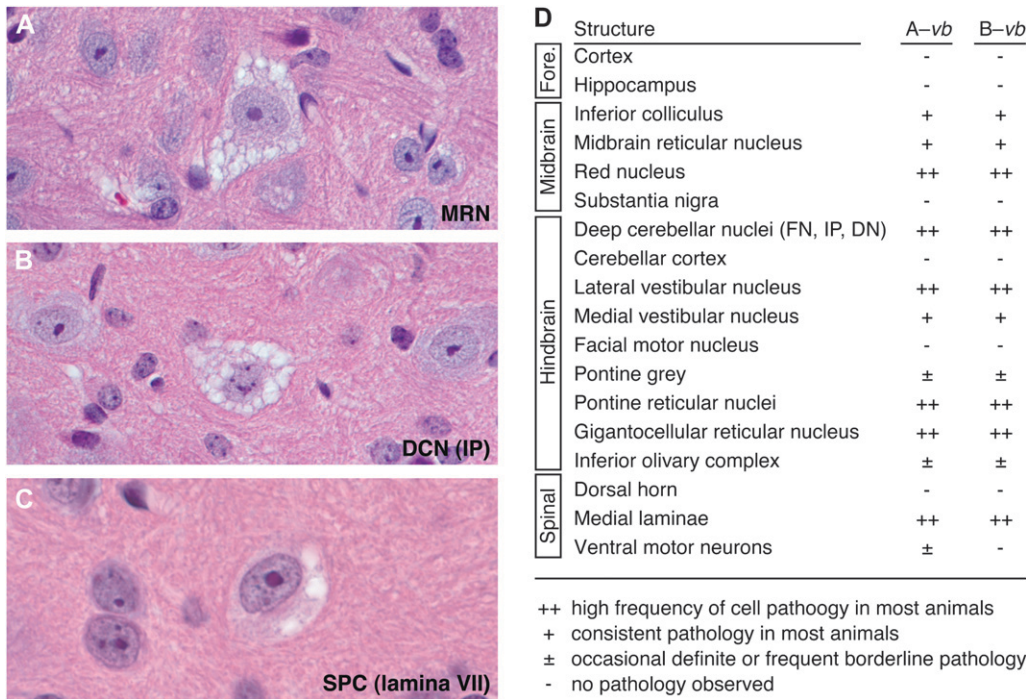 A
MRN
B
DCN (IP)
C
SPC (lamina VII)
D
Structure A–vb B–vb
Fore.
Cortex - -
Hippocampus - -
Midbrain
Inferior colliculus + +
Midbrain reticular nucleus + +
Red nucleus ++ ++
Substantia nigra - -
Hindbrain
Deep cerebellar nuclei (FN, IP, DN) ++ ++
Cerebellar cortex - -
Lateral vestibular nucleus ++ ++
Medial vestibular nucleus + +
Facial motor nucleus - -
Pontine grey ± ±
Pontine reticular nuclei ++ ++
Gigantocellular reticular nucleus ++ ++
Inferior olivary complex ± ±
Spinal
Dorsal horn - -
Medial laminae ++ ++
Ventral motor neurons ± -
++ high frequency of cell pathoogy in most animals
+ consistent pathology in most animals
± occasional definite or frequent borderline pathology
- no pathology observed